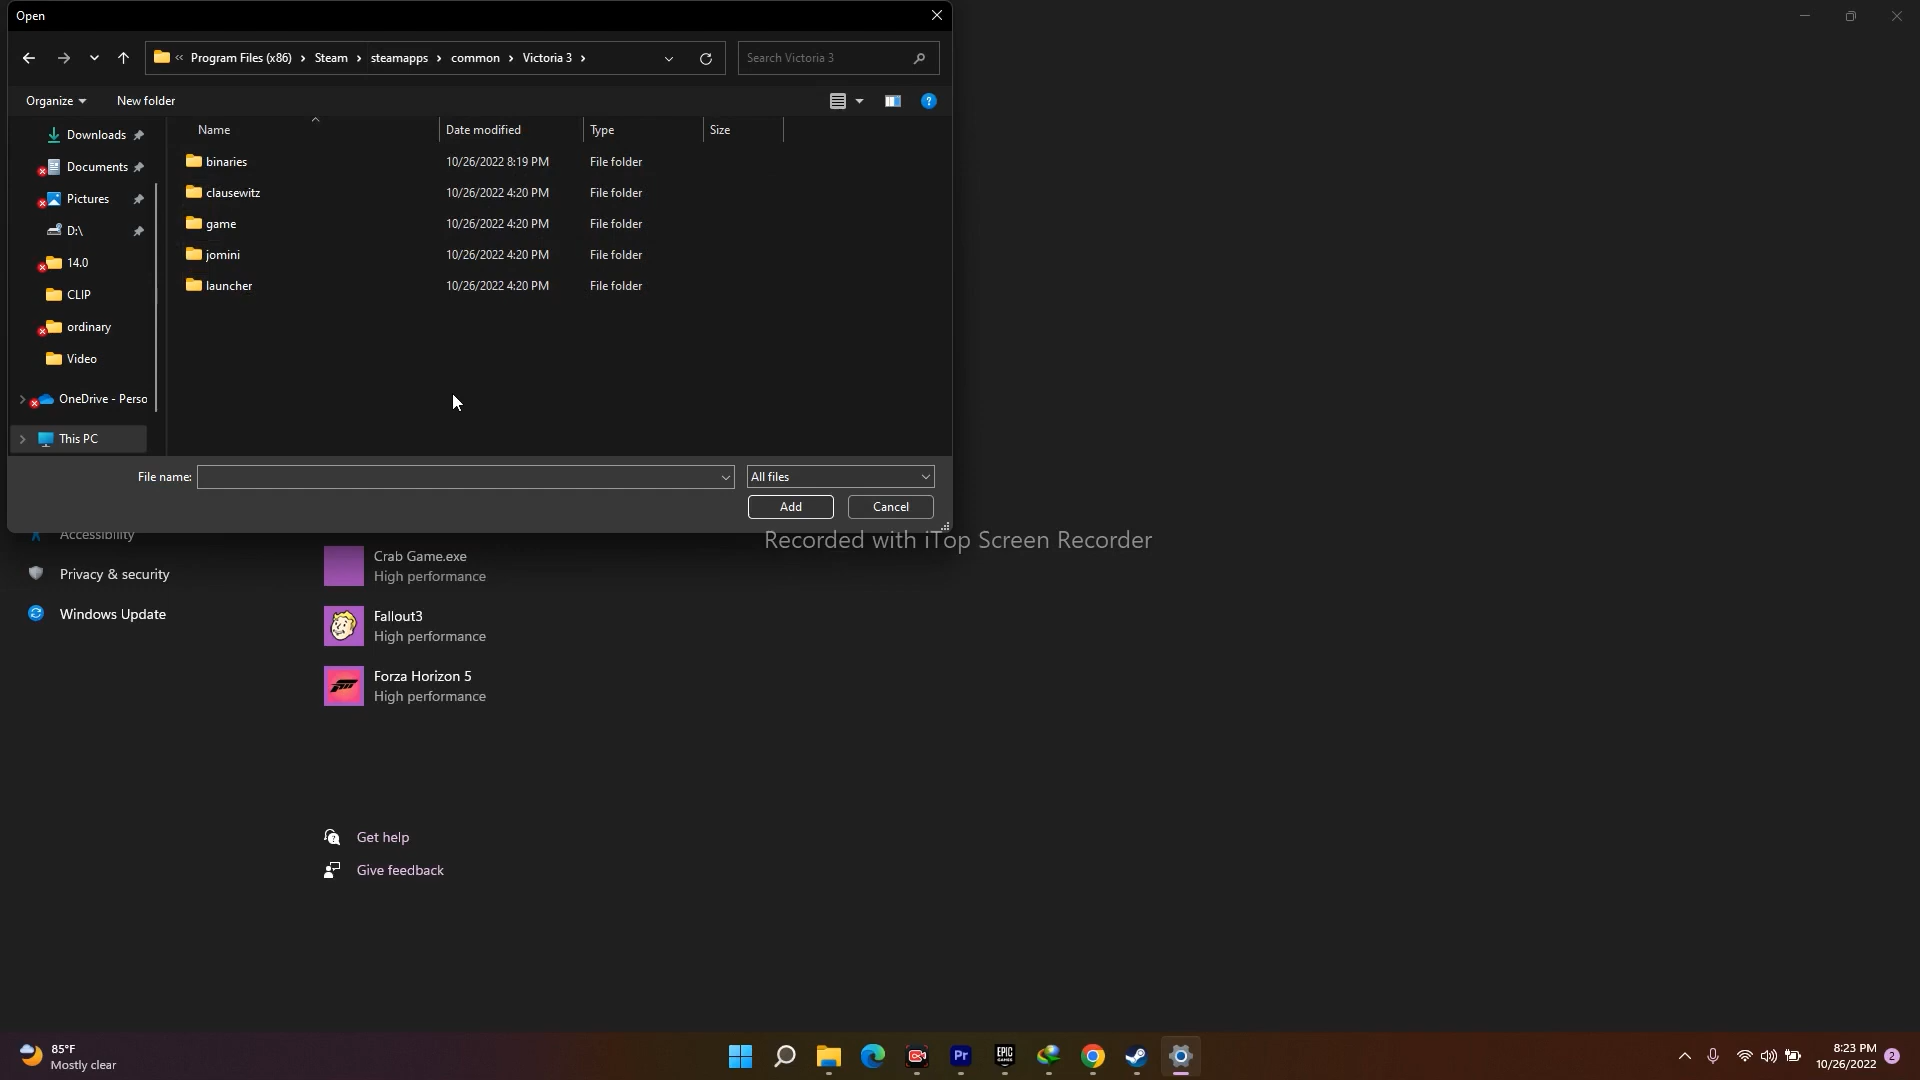 Open
« Program Files (x86) › Steam › steamapps › common › Victoria 3 ›
Search Victoria 3
Organize
New folder
?
Downloads
Documents
Pictures
D:\
14.0
CLIP
ordinary
Video
OneDrive - Perso
This PC
Name Date modified Type Size
binaries 10/26/2022 8:19 PM File folder
clausewitz 10/26/2022 4:20 PM File folder
game 10/26/2022 4:20 PM File folder
jomini 10/26/2022 4:20 PM File folder
launcher 10/26/2022 4:20 PM File folder
File name:
All files
Add
Cancel
Accessibility
Privacy & security
Windows Update
Recorded with iTop Screen Recorder
Crab Game.exe
High performance
Fallout3
High performance
Forza Horizon 5
High performance
Get help
Give feedback
85°F
Mostly clear
Pr
EPIC
GAMES
8:23 PM
10/26/2022
2